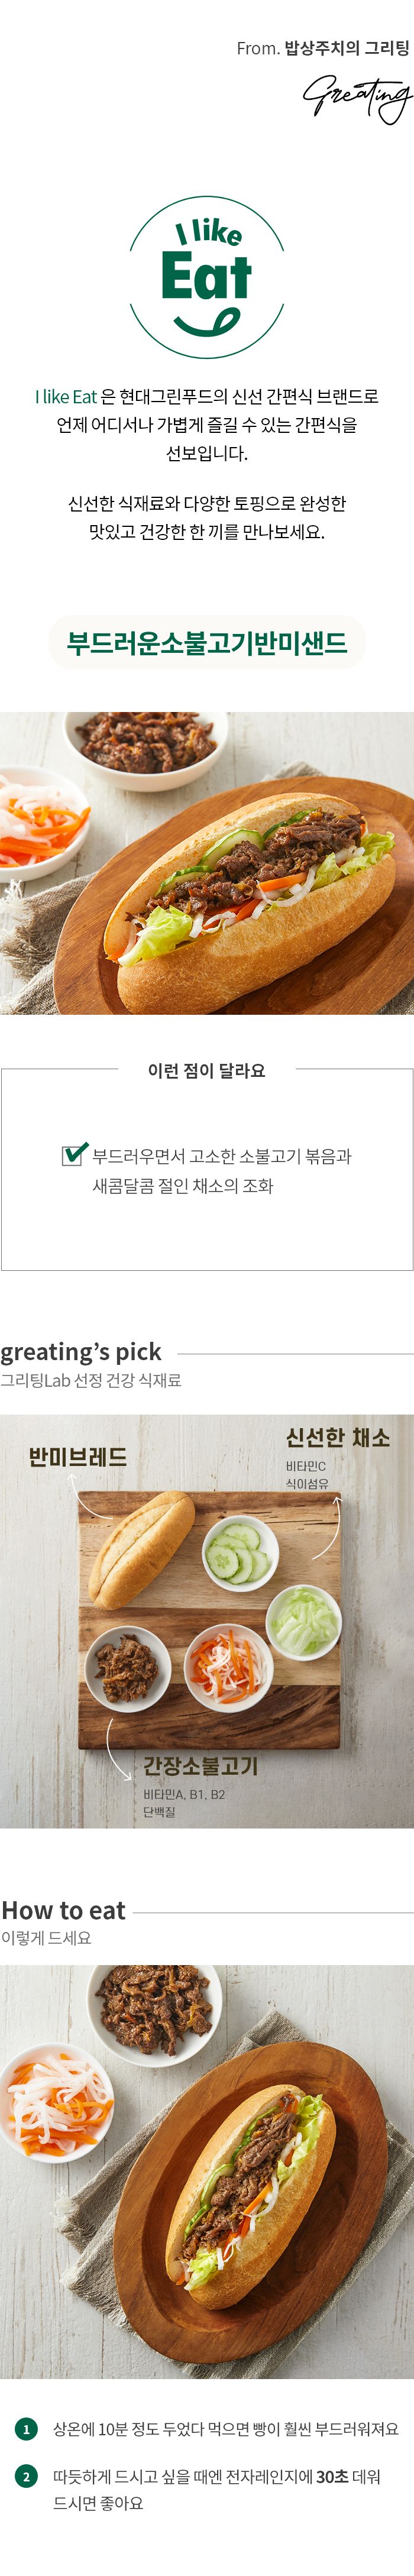 From. 밥상주치의 그리팅
Greating
I like
Eat
I like Eat 은 현대그린푸드의 신선 간편식 브랜드로
언제 어디서나 가볍게 즐길 수 있는 간편식을
선보입니다.
신선한 식재료와 다양한 토핑으로 완성한
맛있고 건강한 한 끼를 만나보세요.
부드러운소불고기반미샌드
이런 점이 달라요
부드러우면서 고소한 소불고기 볶음과
새콤달콤 절인 채소의 조화
greating’s pick
그리팅Lab 선정 건강 식재료
신선한 채소
반미브레드
비타민C
식이섬유
간장소불고기
비타민A, B1, B2
단백질
How to eat
이렇게 드세요
1 상온에 10분 정도 두었다 먹으면 빵이 훨씬 부드러워져요
2 따듯하게 드시고 싶을 때엔 전자레인지에 30초 데워
드시면 좋아요